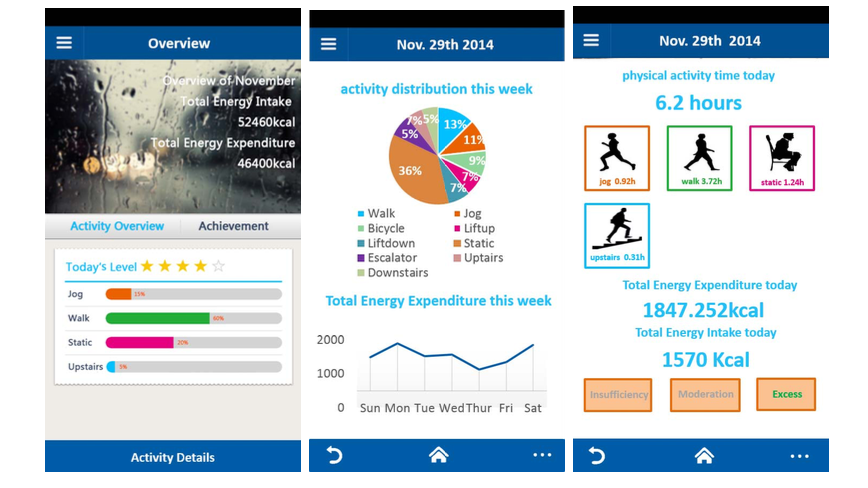 Overview
Overview of November
Total Energy Intake
52460kcal
Total Energy Expenditure
46400kcal
Activity Overview Achievement
Today's Level
Jog 15%
Walk 60%
Static 20%
Upstairs 5%
Activity Details
Nov. 29th 2014
activity distribution this week
13%
11%
9%
7%
7%
36%
5%
7%
5%
Walk Jog
Bicycle Liftup
Liftdown Static
Escalator Uptairs
Downstairs
Total Energy Expenditure this week
2000
1000
0
Sun Mon Tue Wed Thur Fri Sat
Nov. 29th 2014
physical activity time today
6.2 hours
jog 0.92h walk 3.72h static 1.24h
upstairs 0.31h
Total Energy Expenditure today
1847.252kcal
Total Energy Intake today
1570 Kcal
Insufficiency Moderation Excess